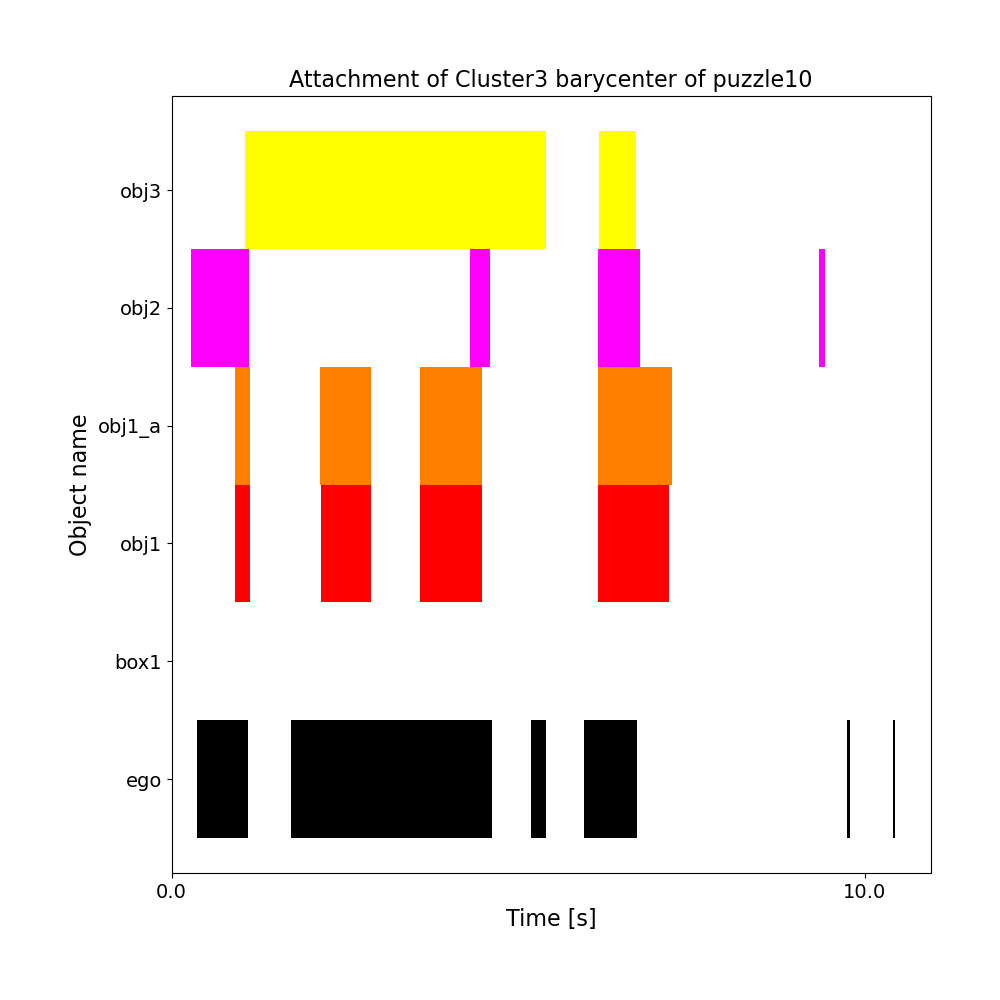 Attachment of Cluster3 barycenter of puzzle10
obj3
obj2
obj1_a
obj1
box1
ego
Object name
0.0
10.0
Time [s]